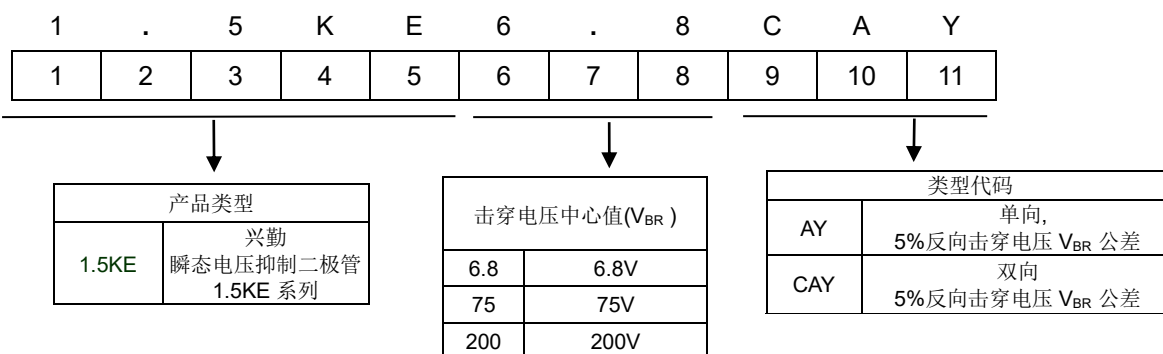 1 . 5 K E 6 . 8 C A Y
1 2 3 4 5 6 7 8 9 10 11
产品类型
1.5KE
兴勤
瞬态电压抑制二极管
1.5KE 系列
击穿电压中心值(VBR )
6.8 6.8V
75 75V
200 200V
类型代码
AY
单向,
5%反向击穿电压 VBR 公差
CAY
双向
5%反向击穿电压 VBR 公差